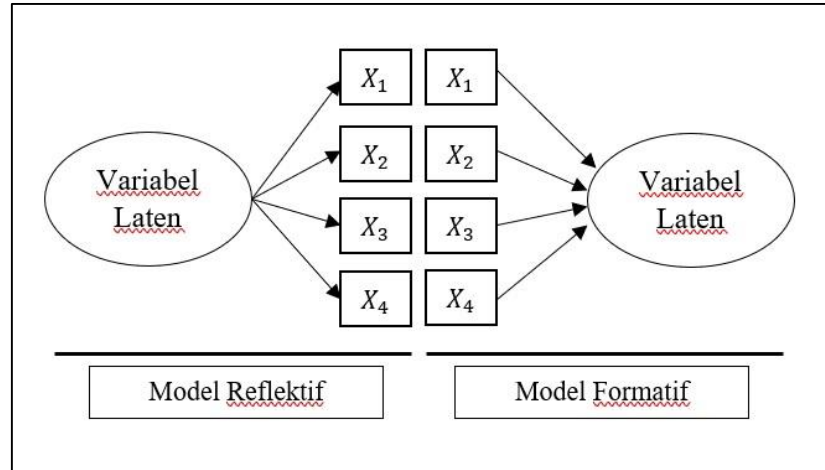 X₁ X₁
X₂ X₂
Variabel
Laten
Variabel
Laten
X₃ X₃
X₄ X₄
Model Reflektif
Model Formatif